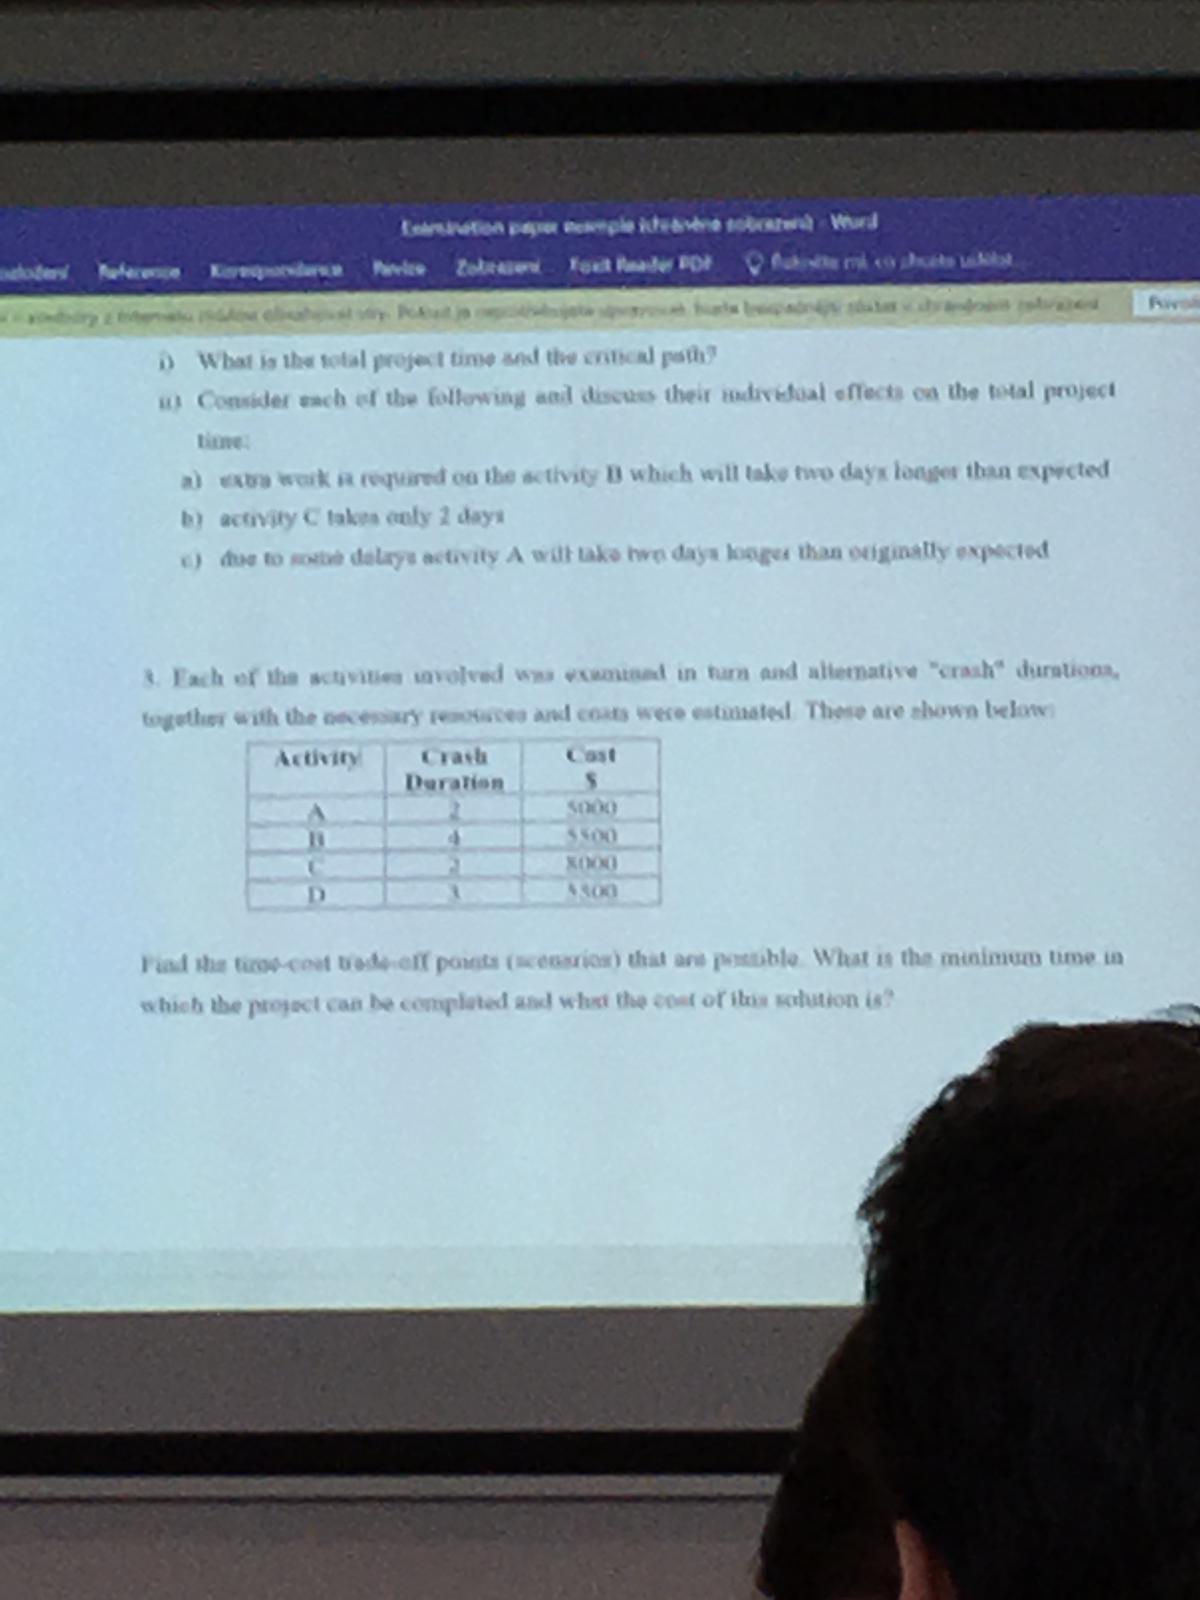 Examination paper example (chráněné zobrazení) - Word
Reference Korespondence Revize Zobrazení Foxit Reader PDF Řekněte mi, co chcete udělat
i) What is the total project time and the critical path?
ii) Consider each of the following and discuss their individual effects on the total project
time:
a) extra work is required on the activity B which will take two days longer than expected
b) activity C takes only 2 days
c) due to some delays activity A will take two days longer than originally expected
3. Each of the activities involved was examined in turn and alternative "crash" durations,
together with the necessary resources and costs were estimated. These are shown below:
Activity Crash Duration Cost $
A 2
B 4
C 2 8000
D 3
Find the time-cost trade-off points (scenarios) that are possible. What is the minimum time in
which the project can be completed and what the cost of this solution is?